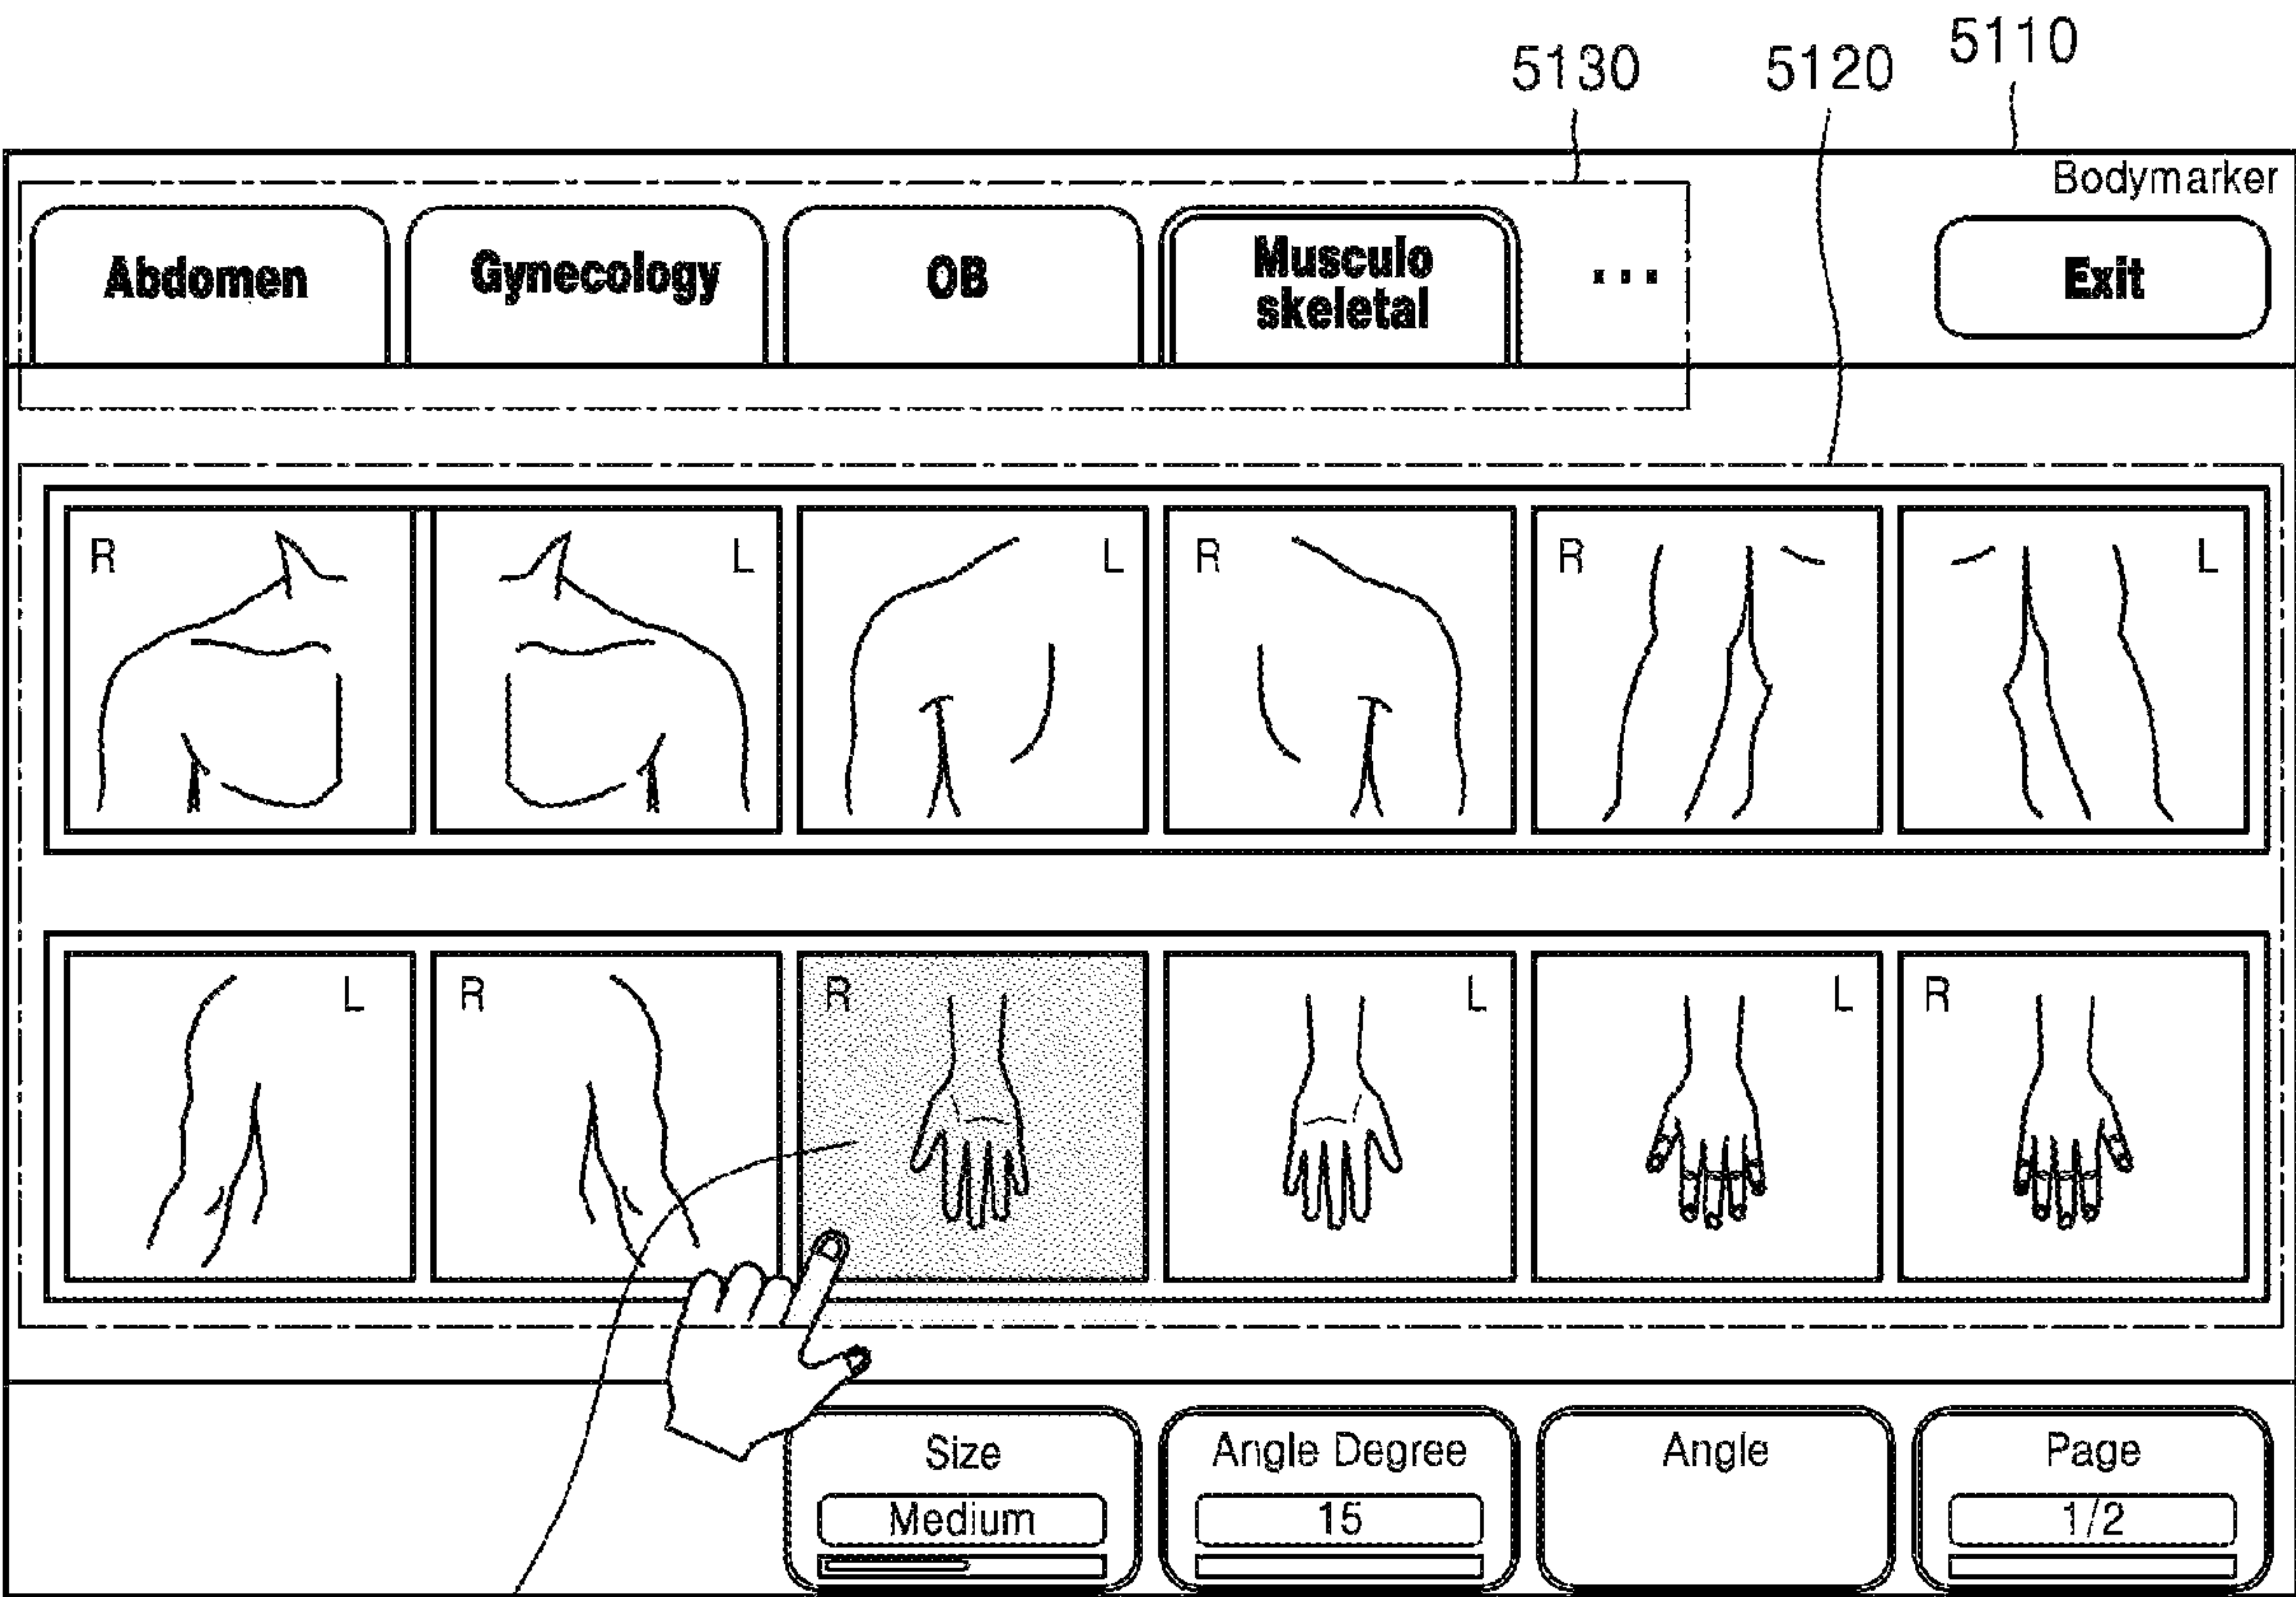 5130 5120 5110
Bodymarker
Abdomen Gynecology OB Musculo skeletal ... Exit
R L L R R L
L R R L L R
Size Angle Degree Angle Page
Medium 15 1/2